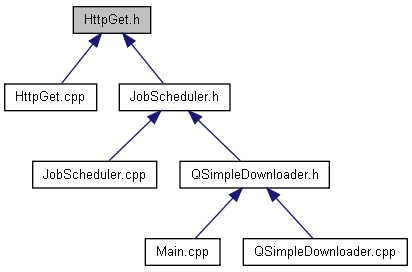 HttpGet.h
HttpGet.cpp
JobScheduler.h
JobScheduler.cpp
QSimpleDownloader.h
Main.cpp
QSimpleDownloader.cpp